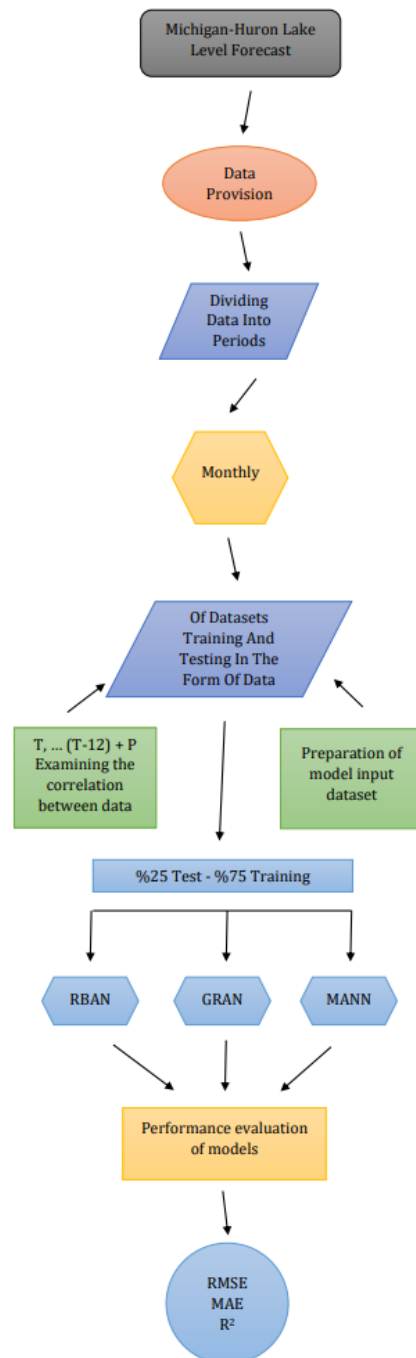 Michigan-Huron Lake
Level Forecast
Data
Provision
Dividing
Data Into
Periods
Monthly
Of Datasets
Training And
Testing In The
Form Of Data
T, ... (T-12) + P
Examining the
correlation
between data
Preparation of
model input
dataset
%25 Test - %75 Training
RBAN
GRAN
MANN
Performance evaluation
of models
RMSE
MAE
R²